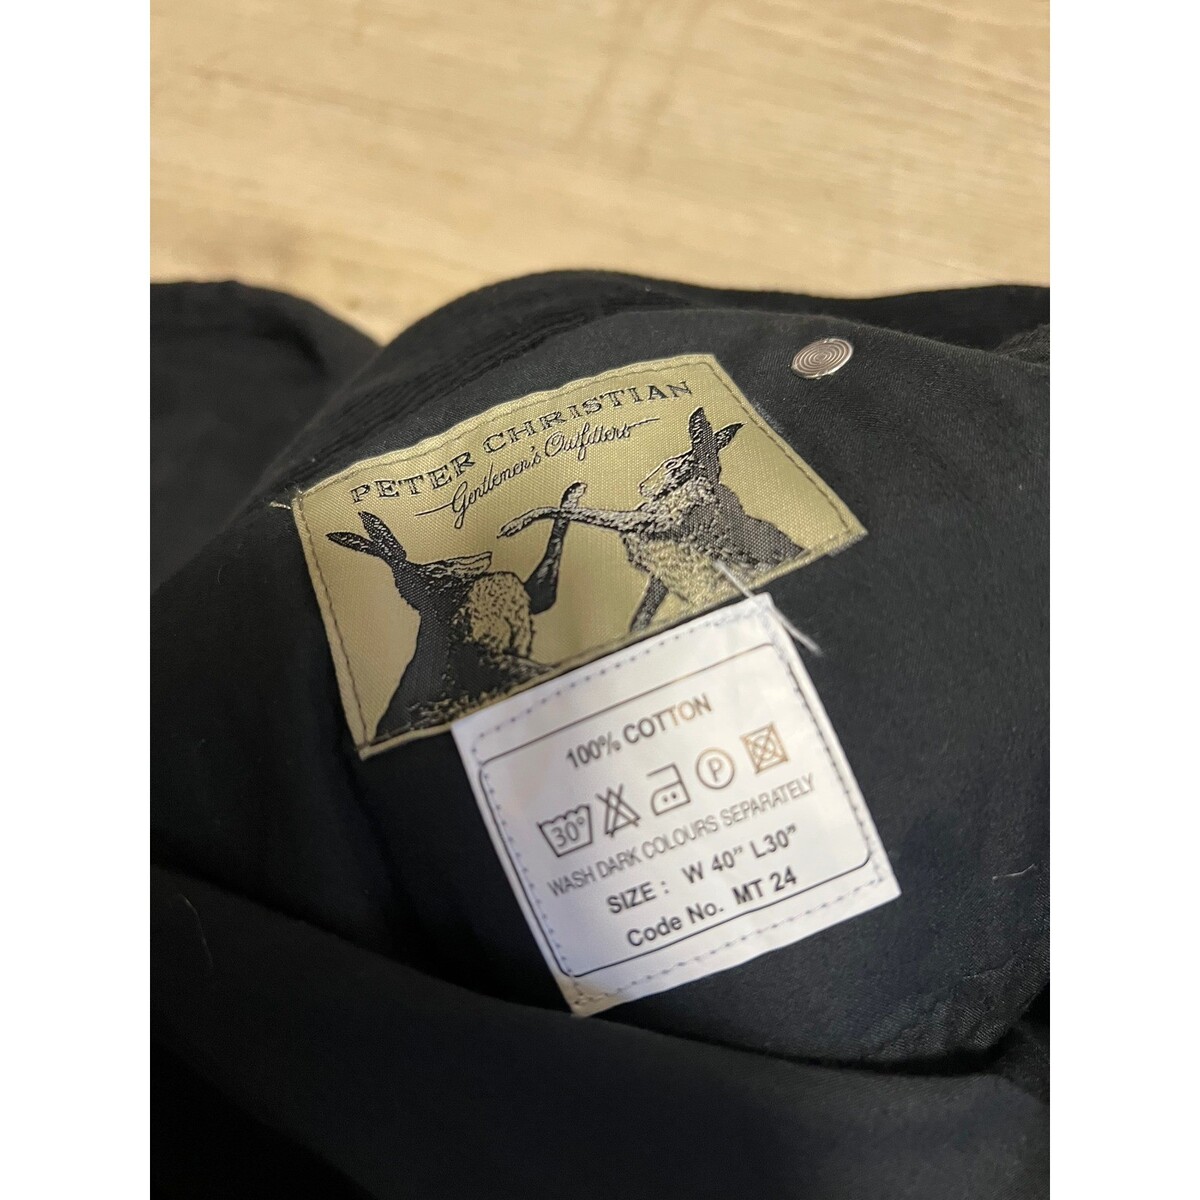 PETER CHRISTIAN
Gentlemen's Outfitters
100% COTTON
30° P
WASH DARK COLOURS SEPARATELY
SIZE : W 40" L30"
Code No. MT 24